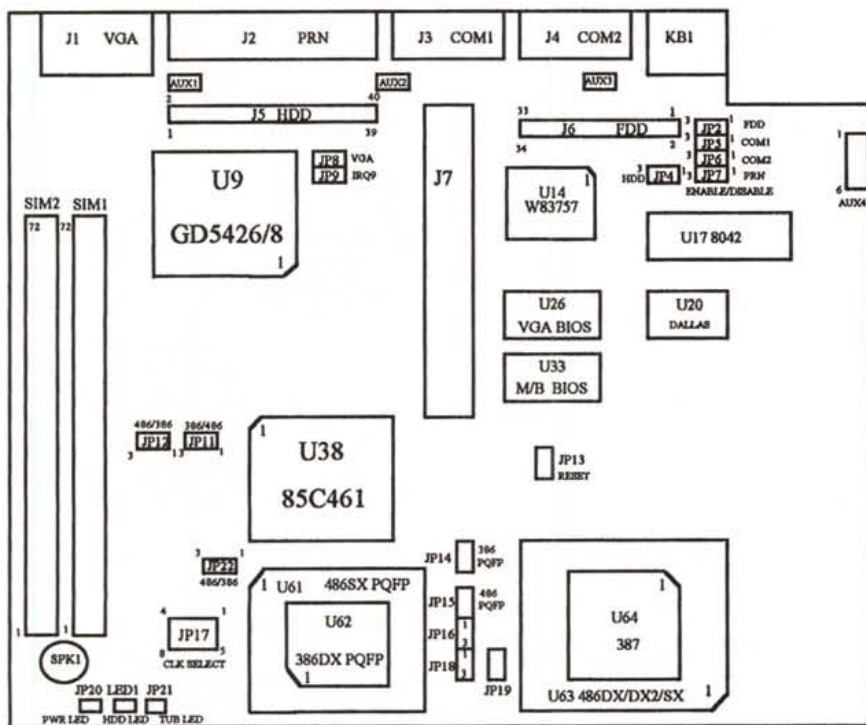 J1 VGA
J2 PRN
J3 COM1
J4 COM2
KB1
AUX1
AUX2
AUX3
2 40
J5 HDD
1 39
33 1
J6 FDD
34 2
3 JP2 1 FDD
3 JP5 1 COM1
3 JP6 1 COM2
3 JP7 1 PRN
ENABLE/DISABLE
3
HDD JP4 1
1
6
AUX4
JP8 VGA
JP9 IRQ9
U9
GD5426/8
1
J7
U14 1
W83757
U17 8042
SIM2 SIM1
72 72
U26
VGA BIOS
U20
DALLAS
U33
M/B BIOS
486/386 386/486
JP12 JP11
3 1 3 1
1
U38
85C461
JP13
RESET
3 1
JP22
486/386
JP14 386 PQFP
1
U61 486SX PQFP
U62
386DX PQFP
1
JP15 486 PQFP
JP16 1
3
JP18 1
3
JP19
1
U64
387
U63 486DX/DX2/SX 1
4 1
JP17
8 5
CLK SELECT
1 1
SPK1
JP20 LED1 JP21
PWR LED HDD LED TUB LED